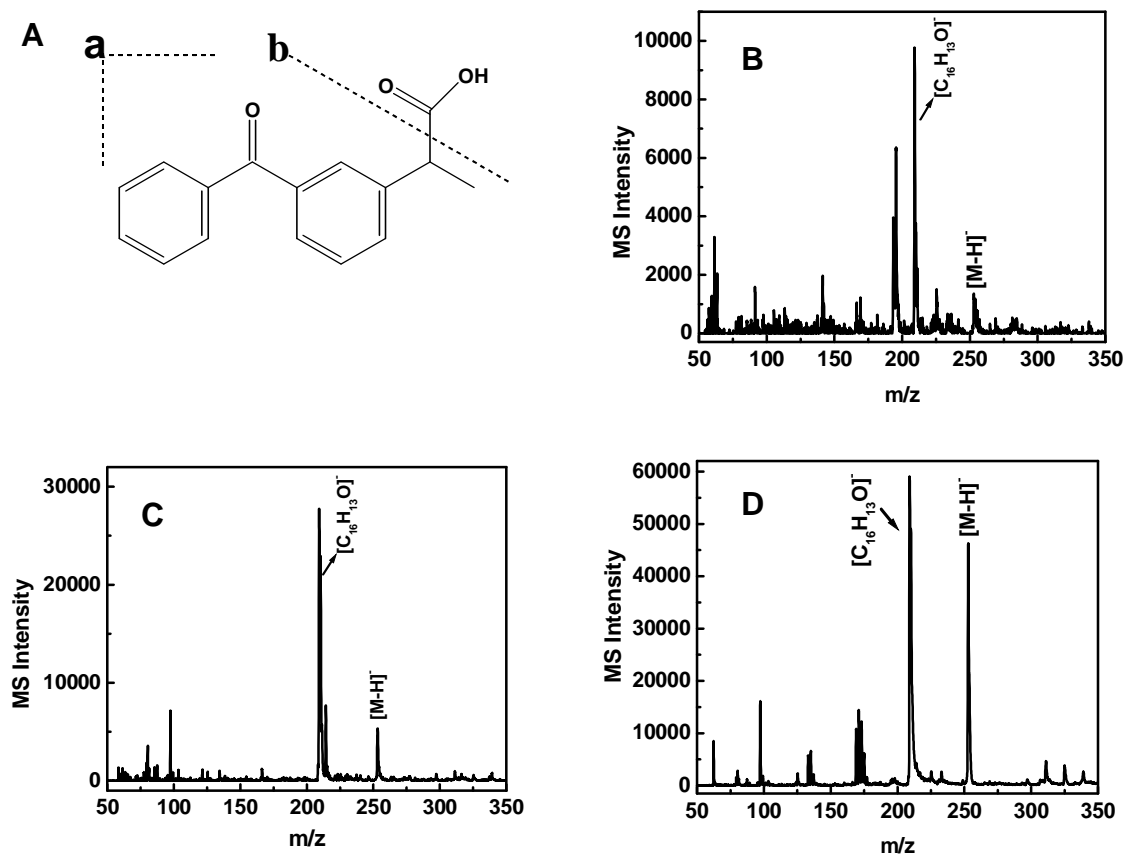 A
a
b
O
OH
O
B
MS Intensity
10000
8000
6000
4000
2000
0
[C16H13O]-
[M-H]-
50 100 150 200 250 300 350
m/z
C
MS Intensity
30000
20000
10000
0
[C16H13O]-
[M-H]-
50 100 150 200 250 300 350
m/z
D
MS Intensity
60000
50000
40000
30000
20000
10000
0
[C16H13O]-
[M-H]-
50 100 150 200 250 300 350
m/z